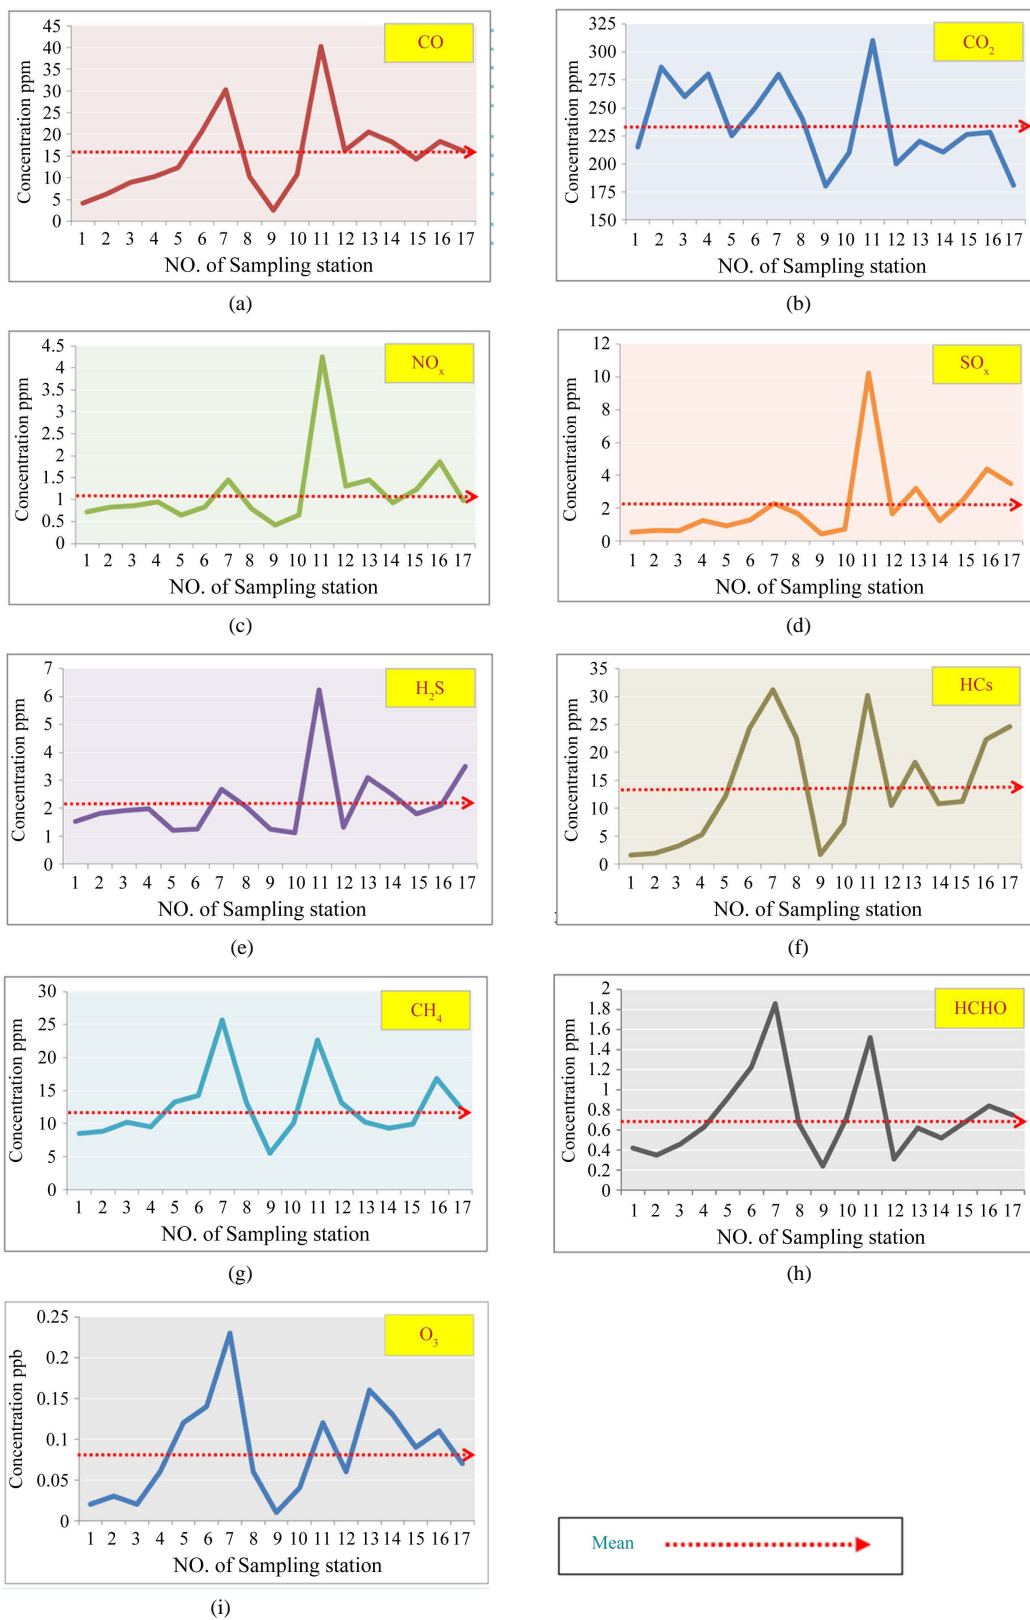 CO
Concentration ppm
45
40
35
30
25
20
15
10
5
0
1 2 3 4 5 6 7 8 9 10 11 12 13 14 15 16 17
NO. of Sampling station
(a)
CO₂
Concentration ppm
325
300
275
250
225
200
175
150
1 2 3 4 5 6 7 8 9 10 11 12 13 14 15 16 17
NO. of Sampling station
(b)
NOₓ
Concentration ppm
4.5
4
3.5
3
2.5
2
1.5
1
0.5
0
1 2 3 4 5 6 7 8 9 10 11 12 13 14 15 16 17
NO. of Sampling station
(c)
SOₓ
Concentration ppm
12
10
8
6
4
2
0
1 2 3 4 5 6 7 8 9 10 11 12 13 14 15 16 17
NO. of Sampling station
(d)
H₂S
Concentration ppm
7
6
5
4
3
2
1
0
1 2 3 4 5 6 7 8 9 10 11 12 13 14 15 16 17
NO. of Sampling station
(e)
HCs
Concentration ppm
35
30
25
20
15
10
5
0
1 2 3 4 5 6 7 8 9 10 11 12 13 14 15 16 17
NO. of Sampling station
(f)
CH₄
Concentration ppm
30
25
20
15
10
5
0
1 2 3 4 5 6 7 8 9 10 11 12 13 14 15 16 17
NO. of Sampling station
(g)
HCHO
Concentration ppm
2
1.8
1.6
1.4
1.2
1
0.8
0.6
0.4
0.2
0
1 2 3 4 5 6 7 8 9 10 11 12 13 14 15 16 17
NO. of Sampling station
(h)
O₃
Concentration ppb
0.25
0.2
0.15
0.1
0.05
0
1 2 3 4 5 6 7 8 9 10 11 12 13 14 15 16 17
NO. of Sampling station
(i)
Mean